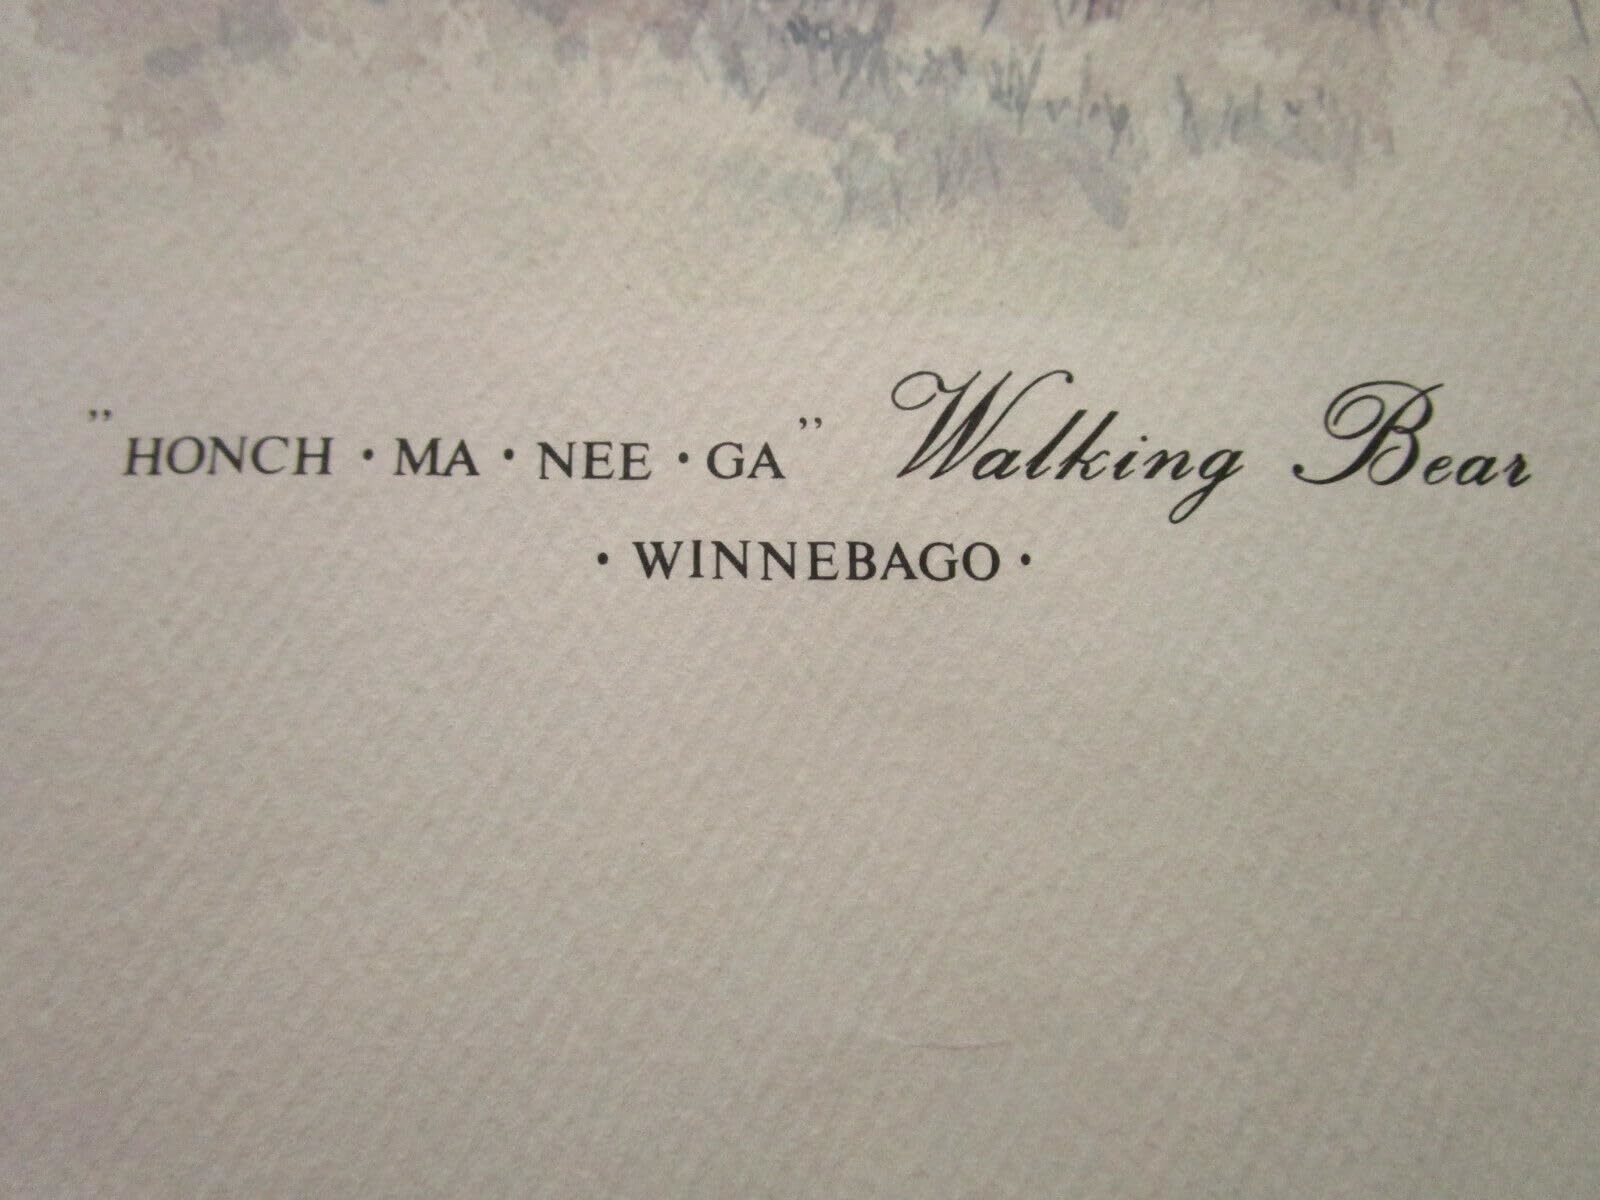 ”HONCH · MA · NEE · GA” Walking Bear
· WINNEBAGO ·